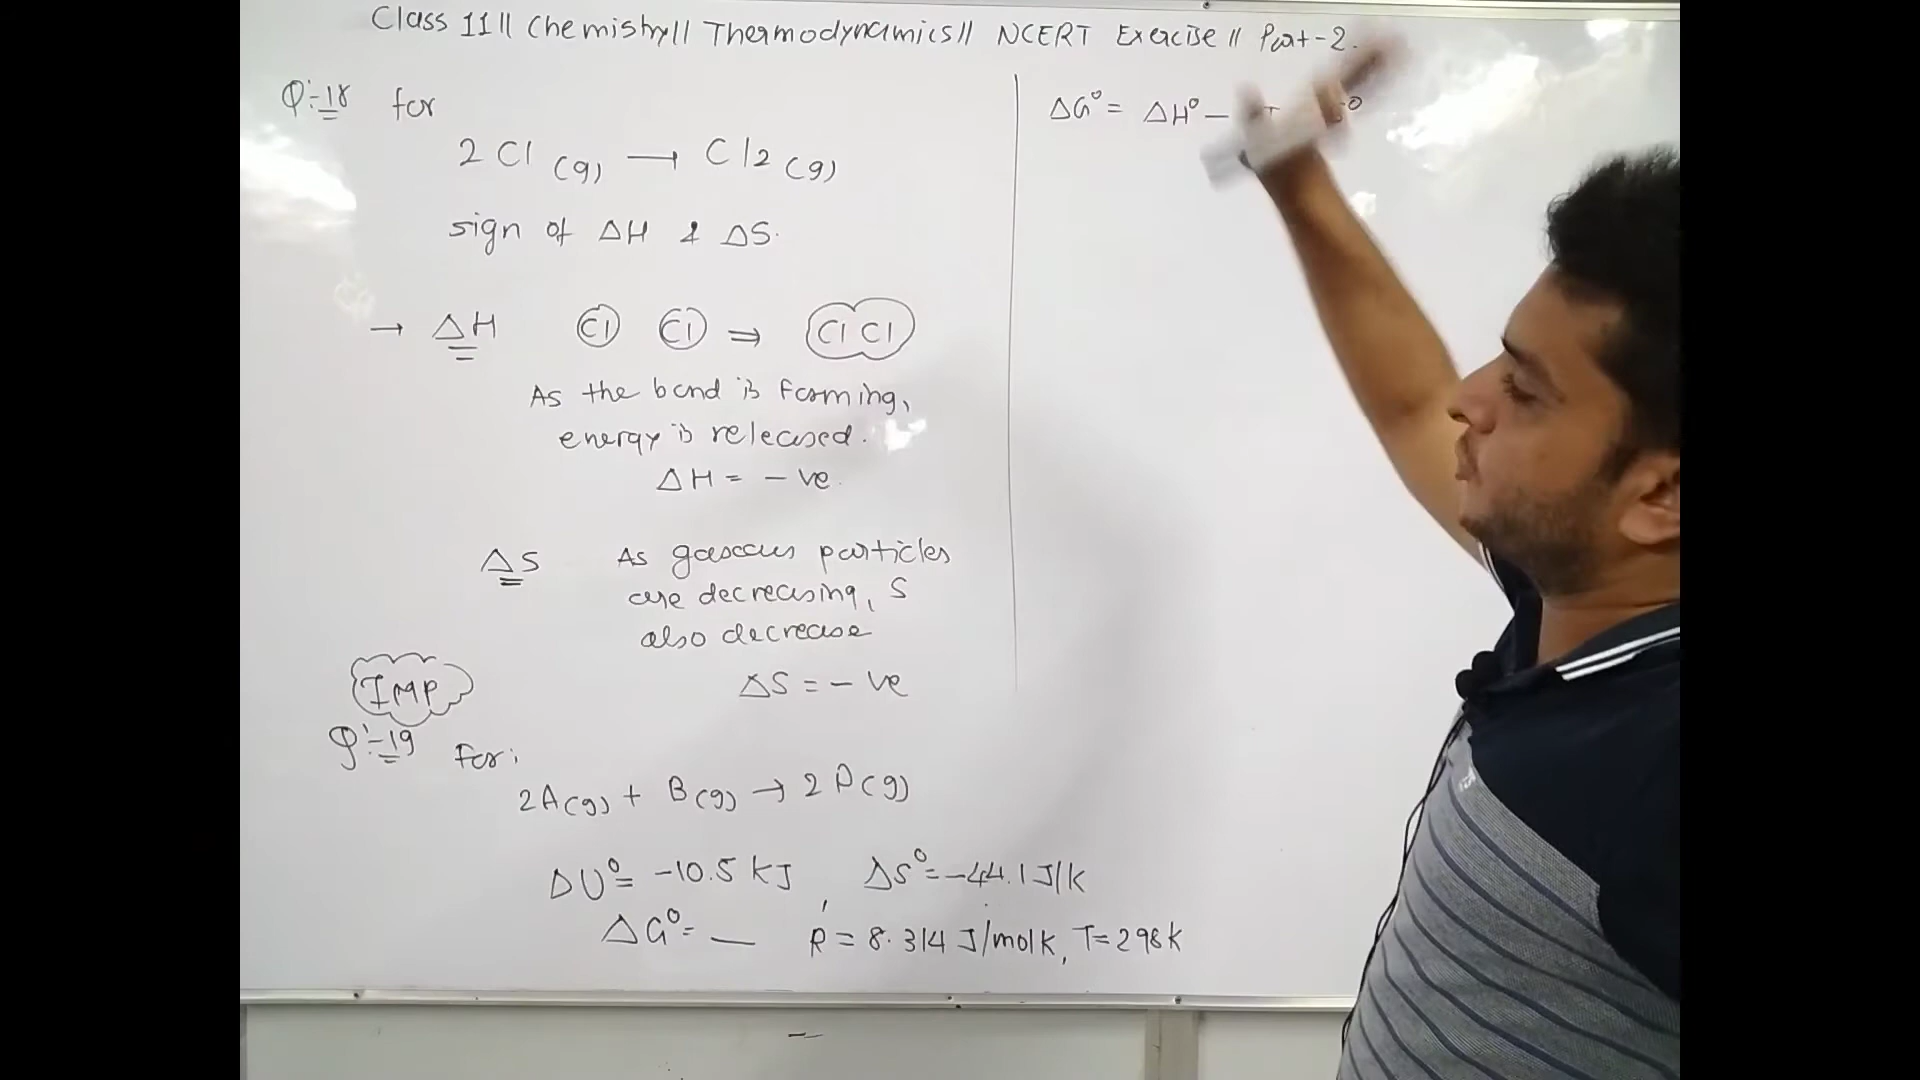 Class 11 || Chemistry || Thermodynamics || NCERT Exercise || Part-2.
Q:-18 for
2 Cl (g) → Cl2 (g)
sign of ΔH & ΔS.
→ ΔH Cl Cl ⇒ Cl Cl
As the bond is forming,
energy is released.
ΔH = -ve.
ΔS As gaseous particles
are decreasing, S
also decrease
ΔS = -ve
IMP
Q:-19 For:
2A(g) + B(g) → 2D(g)
ΔU° = -10.5 kJ, ΔS° = -44.1 J/K
ΔG° = __ R = 8.314 J/mol K, T = 298 K
ΔG° = ΔH° -